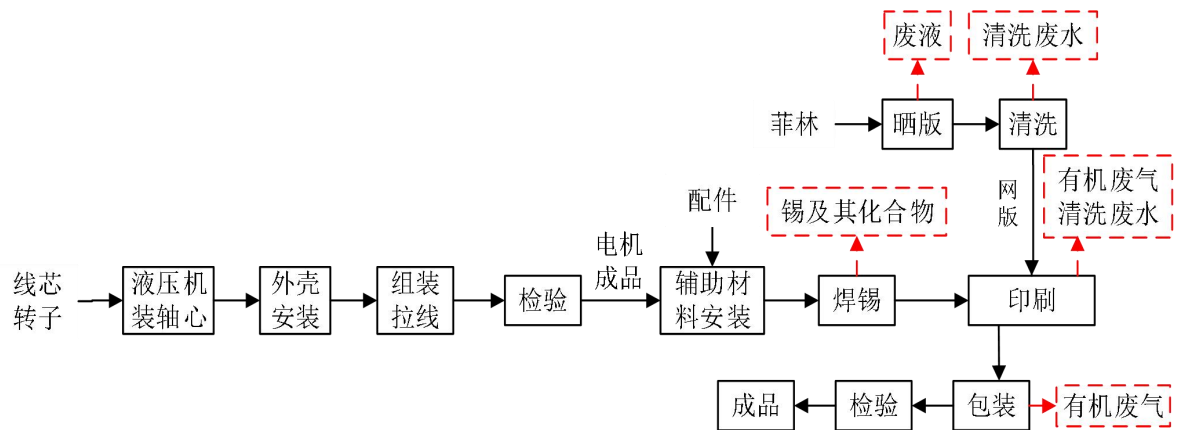 废液
清洗废水
菲林
晒版
清洗
网版
有机废气
清洗废水
配件
锡及其化合物
电机
成品
线芯
转子
液压机
装轴心
外壳
安装
组装
拉线
检验
辅助材
料安装
焊锡
印刷
成品
检验
包装
有机废气